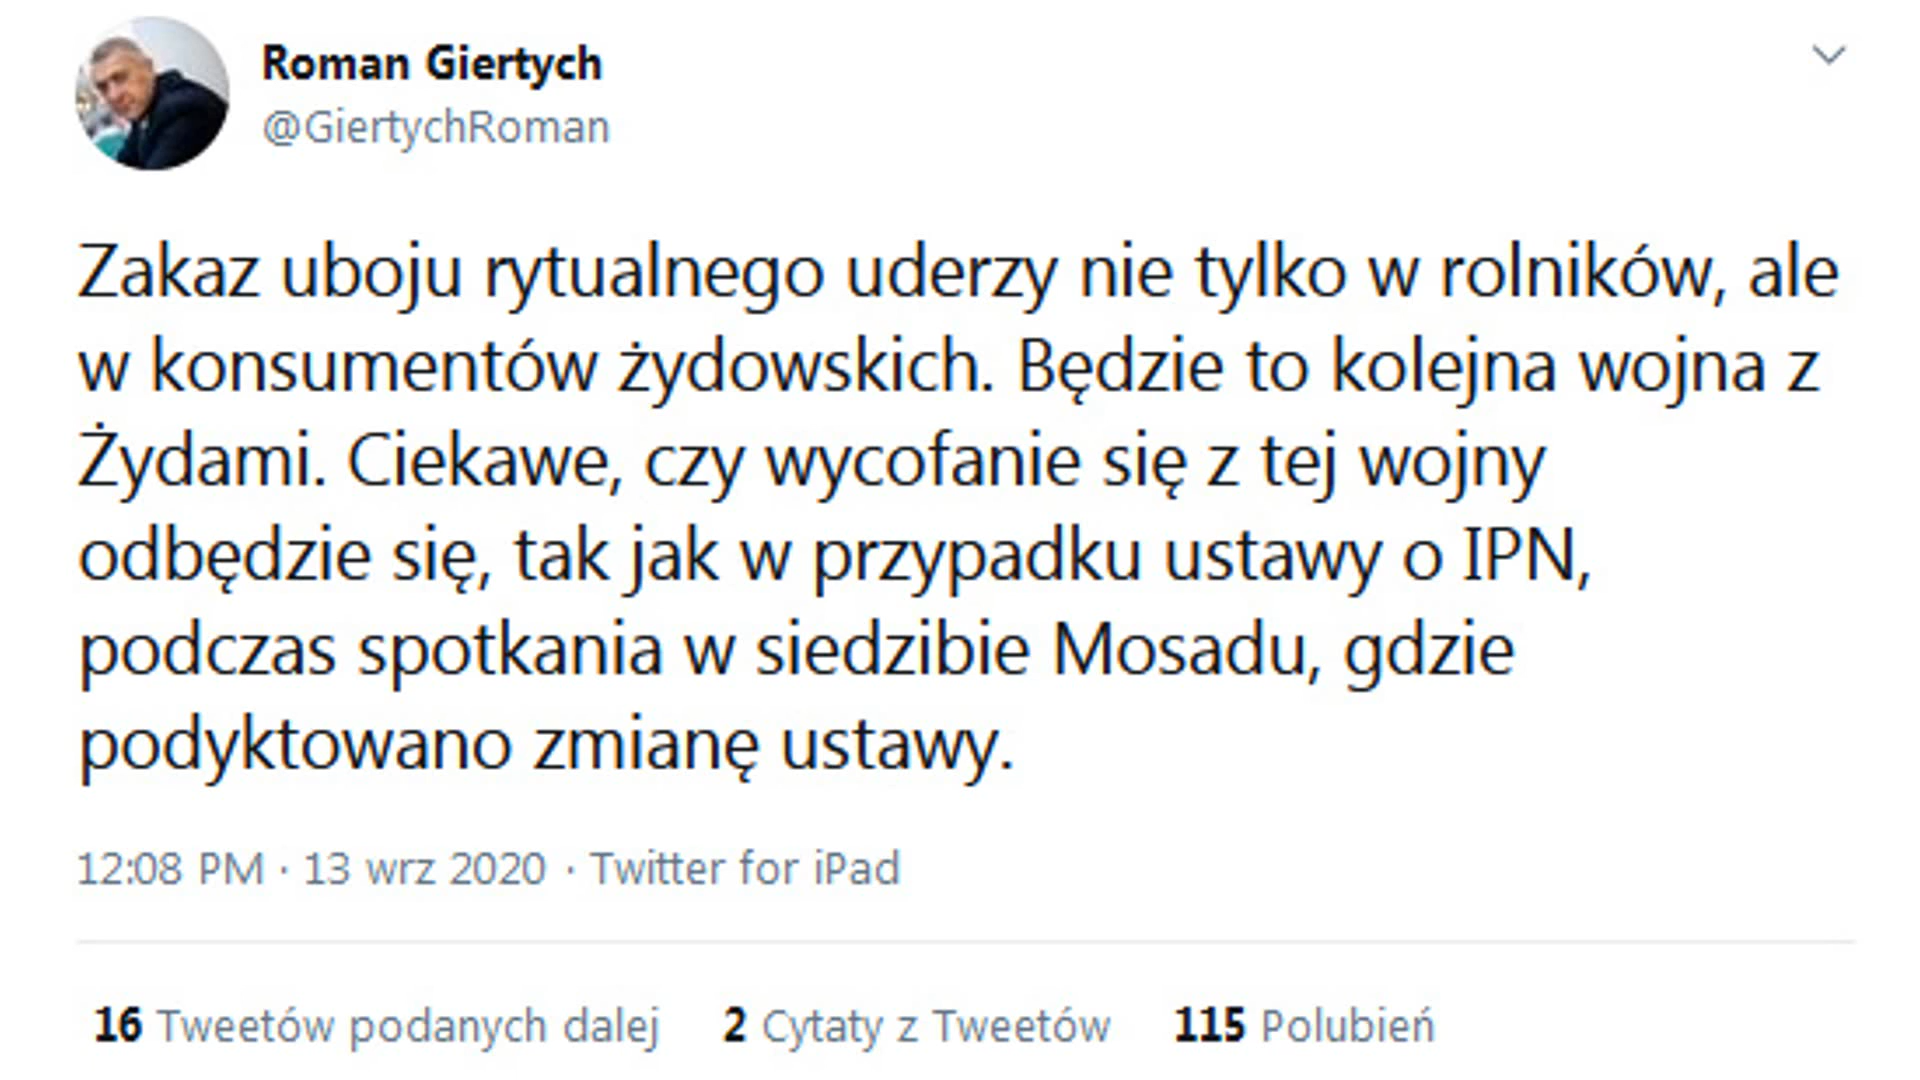 Roman Giertych
@GiertychRoman
Zakaz uboju rytualnego uderzy nie tylko w rolników, ale
w konsumentów żydowskich. Będzie to kolejna wojna z
Żydami. Ciekawe, czy wycofanie się z tej wojny
odbędzie się, tak jak w przypadku ustawy o IPN,
podczas spotkania w siedzibie Mosadu, gdzie
podyktowano zmianę ustawy.
12:08 PM · 13 wrz 2020 · Twitter for iPad
16 Tweetów podanych dalej 2 Cytaty z Tweetów 115 Polubień